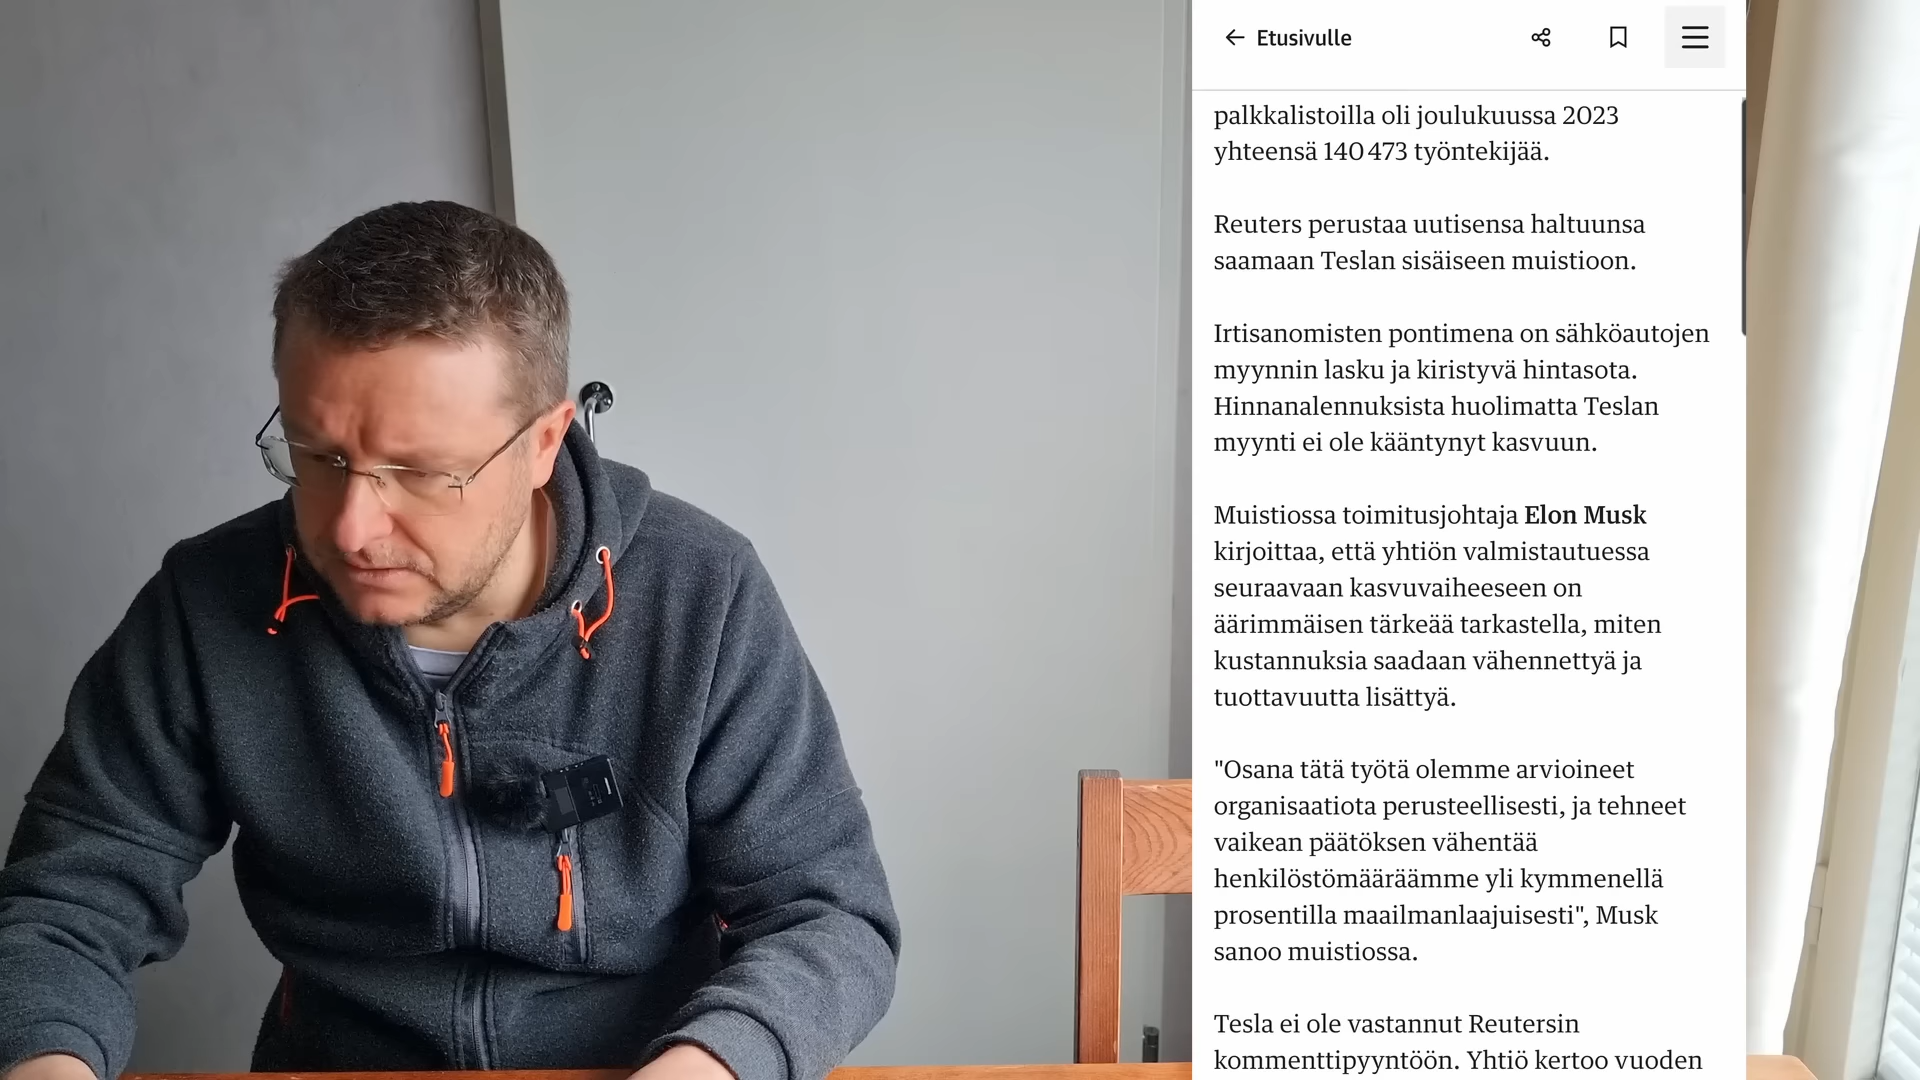 Etusivulle
palkkalistoilla oli joulukuussa 2023
yhteensä 140 473 työntekijää.
Reuters perustaa uutisensa haltuunsa
saamaan Teslan sisäiseen muistioon.
Irtisanomisten pontimena on sähköautojen
myynnin lasku ja kiristyvä hintasota.
Hinnanalennuksista huolimatta Teslan
myynti ei ole kääntynyt kasvuun.
Muistiossa toimitusjohtaja Elon Musk
kirjoittaa, että yhtiön valmistautuessa
seuraavaan kasvuvaiheeseen on
äärimmäisen tärkeää tarkastella, miten
kustannuksia saadaan vähennettyä ja
tuottavuutta lisättyä.
"Osana tätä työtä olemme arvioineet
organisaatiota perusteellisesti, ja tehneet
vaikean päätöksen vähentää
henkilöstömääräämme yli kymmenellä
prosentilla maailmanlaajuisesti", Musk
sanoo muistiossa.
Tesla ei ole vastannut Reutersin
kommenttipyyntöön. Yhtiö kertoo vuoden